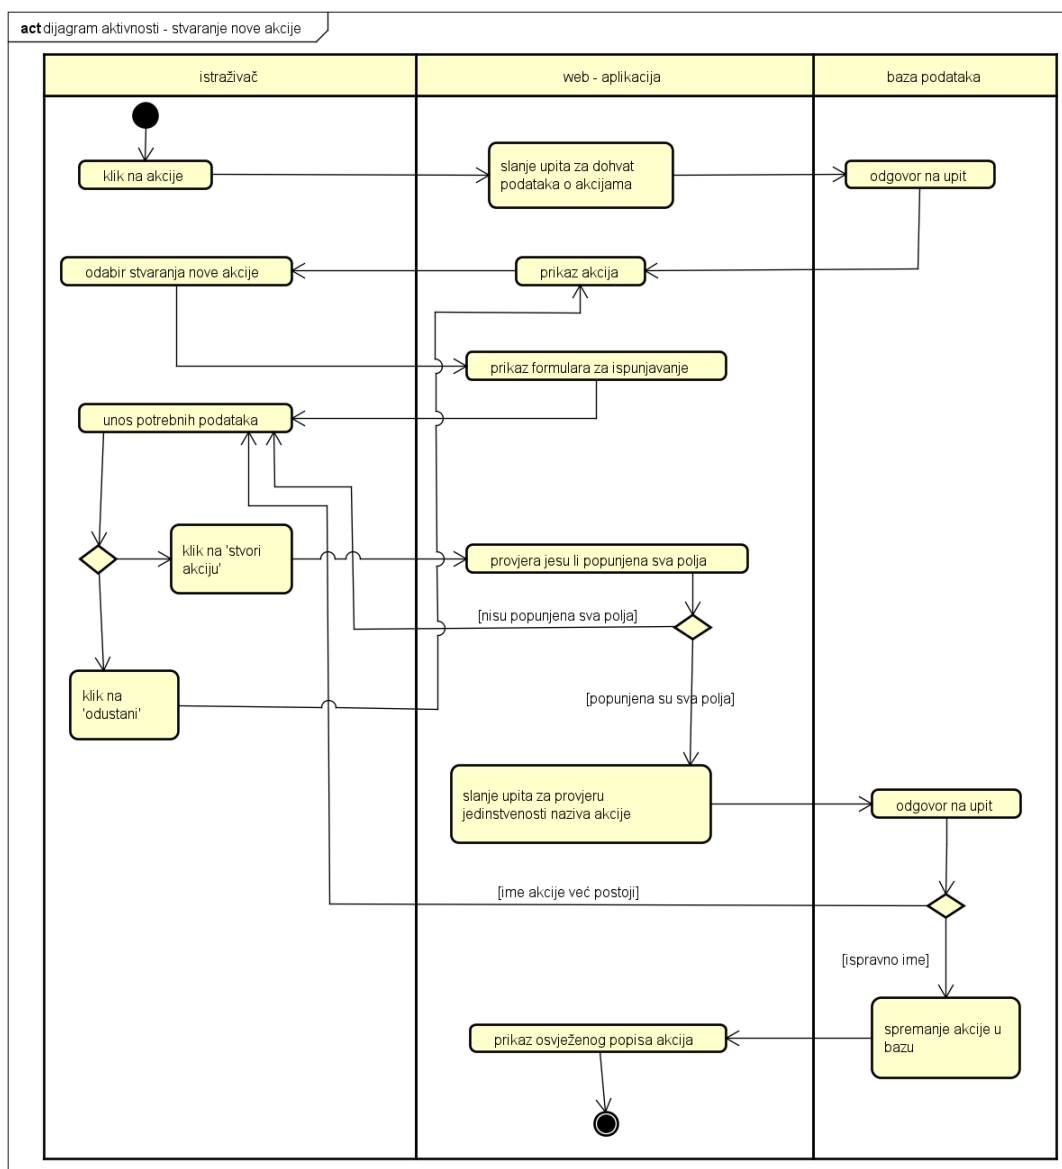 act dijagram aktivnosti - stvaranje nove akcije
istraživač
web - aplikacija
baza podataka
klik na akcije
slanje upita za dohvat
podataka o akcijama
odgovor na upit
odabir stvaranja nove akcije
prikaz akcija
prikaz formulara za ispunjavanje
unos potrebnih podataka
klik na 'stvori
akciju'
provjera jesu li popunjena sva polja
[nisu popunjena sva polja]
klik na
'odustani'
[popunjena su sva polja]
slanje upita za provjeru
jedinstvenosti naziva akcije
odgovor na upit
[ime akcije već postoji]
[ispravno ime]
prikaz osvježenog popisa akcija
spremanje akcije u
bazu